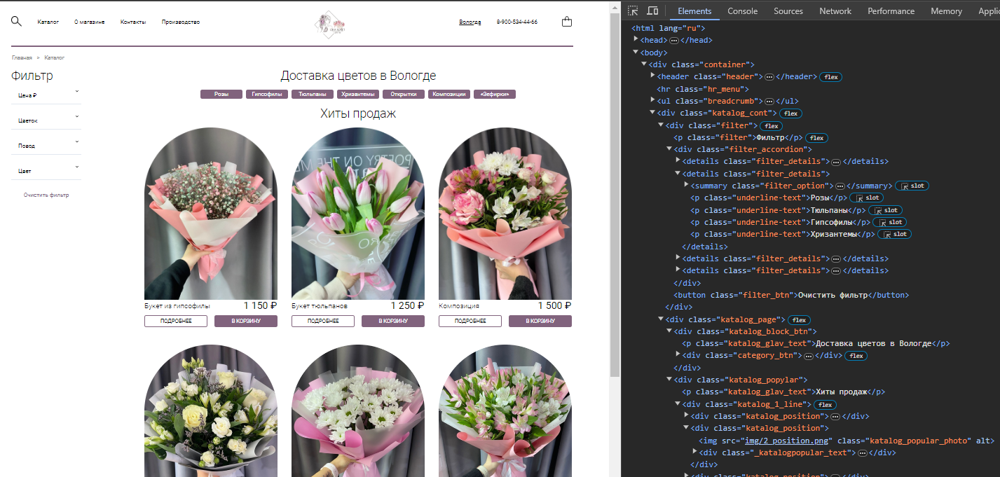 Каталог О магазине Контакты Производство Вологда 8-900-534-44-66
Главная > Каталог
Фильтр
Цена ₽
Цветок
Повод
Цвет
Очистить фильтр
Доставка цветов в Вологде
Розы Гипсофилы Тюльпаны Хризантемы Открытки Композиции «Зефирки»
Хиты продаж
Букет из гипсофилы 1 150 ₽
ПОДРОБНЕЕ В КОРЗИНУ
Букет тюльпанов 1 250 ₽
ПОДРОБНЕЕ В КОРЗИНУ
Композиция 1 500 ₽
ПОДРОБНЕЕ В КОРЗИНУ
Elements Console Sources Network Performance Memory Applic
<html lang="ru">
<head> ⋯ </head>
<body>
<div class="container">
<header class="header"> ⋯ </header> flex
<hr class="hr_menu">
<ul class="breadcrumb"> ⋯ </ul>
<div class="katalog_cont"> flex
<div class="filter"> flex
<p class="filter">Фильтр</p> flex
<div class="filter_accordion">
<details class="filter_details"> ⋯ </details>
<details class="filter_details">
<summary class="filter_option"> ⋯ </summary> slot
<p class="underline-text">Розы</p> slot
<p class="underline-text">Тюльпаны</p> slot
<p class="underline-text">Гипсофилы</p> slot
<p class="underline-text">Хризантемы</p> slot
</details>
<details class="filter_details"> ⋯ </details>
<details class="filter_details"> ⋯ </details>
</div>
<button class="filter_btn">Очистить фильтр</button>
</div>
<div class="katalog_page"> flex
<div class="katalog_block_btn">
<p class="katalog_glav_text">Доставка цветов в Вологде</p>
<div class="category_btn"> ⋯ </div> flex
</div>
<div class="katalog_popylar">
<p class="katalog_glav_text">Хиты продаж</p>
<div class="katalog_1_line"> flex
<div class="katalog_position"> ⋯ </div>
<div class="katalog_position">
<img src="img/2_position.png" class="katalog_popular_photo" alt>
<div class="_katalogpopular_text"> ⋯ </div>
</div>
<div class="katalog_position"> ⋯ </div>